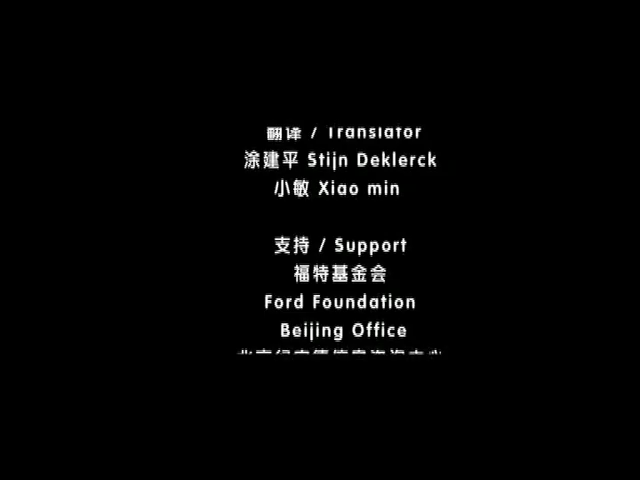 翻译 / Translator
涂建平 Stijn Deklerck
小敏 Xiao min
支持 / Support
福特基金会
Ford Foundation
Beijing Office